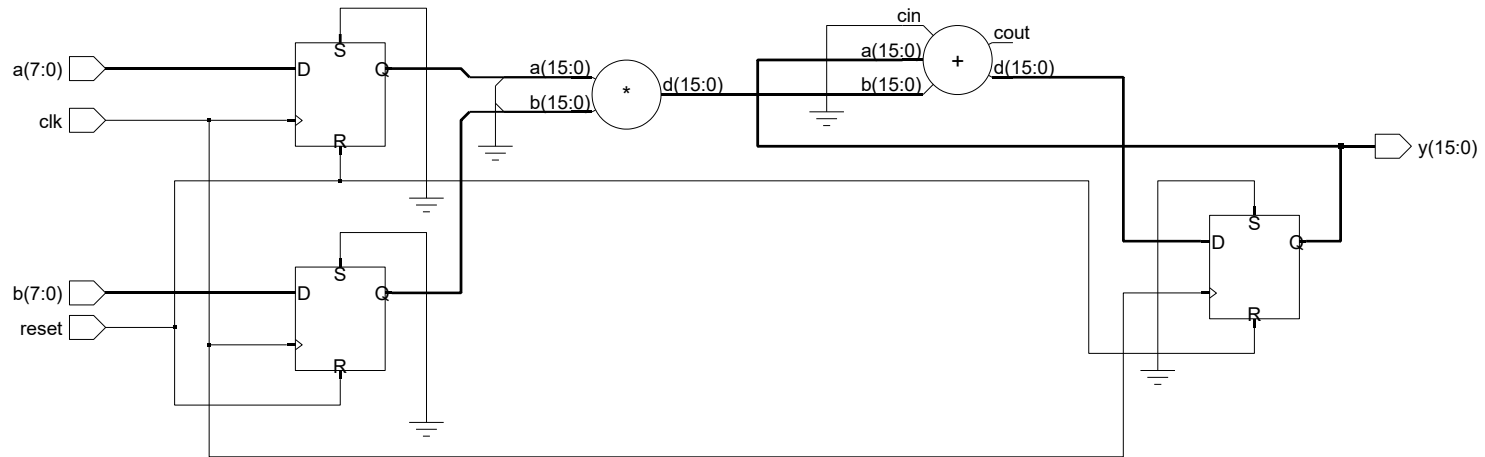 cin
cout
S
a(7:0)
D
Q
a(15:0)
b(15:0)
*
d(15:0)
a(15:0)
b(15:0)
+
d(15:0)
clk
R
y(15:0)
S
b(7:0)
D
Q
reset
R
S
D
Q
R